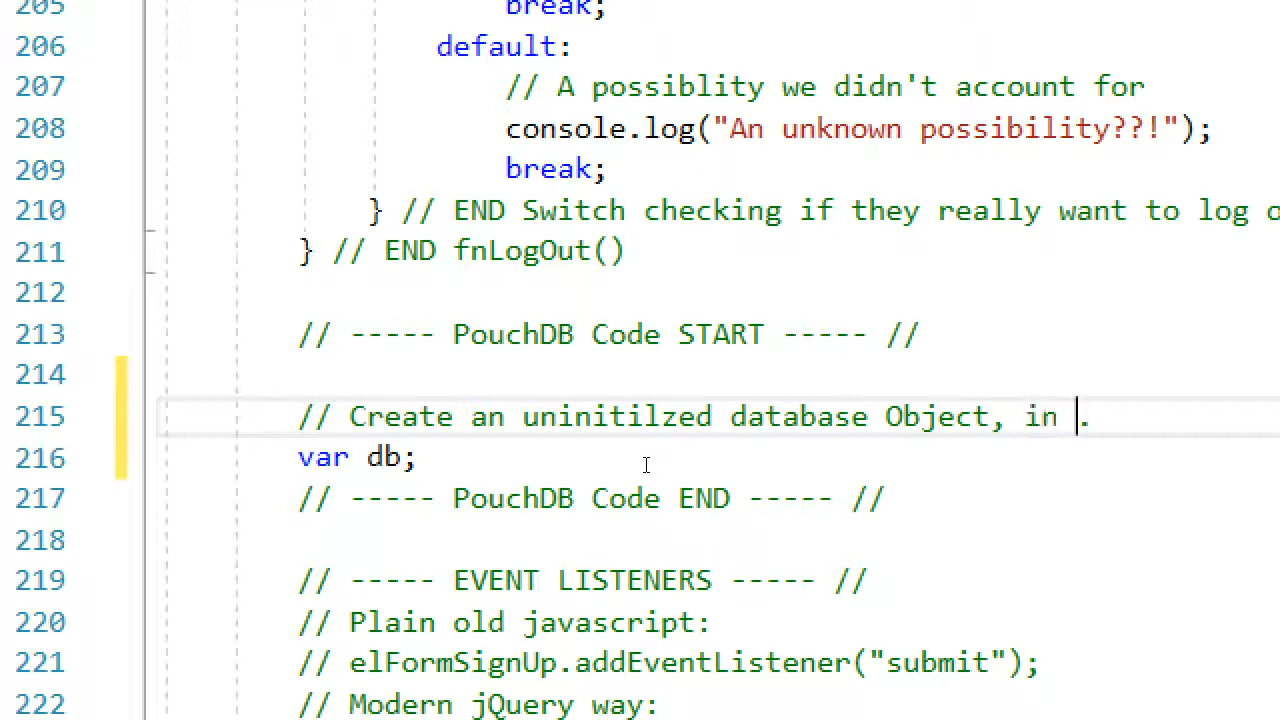 205 break;
206 default:
207 // A possiblity we didn't account for
208 console.log("An unknown possibility??!");
209 break;
210 } // END Switch checking if they really want to log o
211 } // END fnLogOut()
212
213 // ----- PouchDB Code START ----- //
214
215 // Create an uninitilzed database Object, in .
216 var db;
217 // ----- PouchDB Code END ----- //
218
219 // ----- EVENT LISTENERS ----- //
220 // Plain old javascript:
221 // elFormSignUp.addEventListener("submit");
222 // Modern jQuery way: